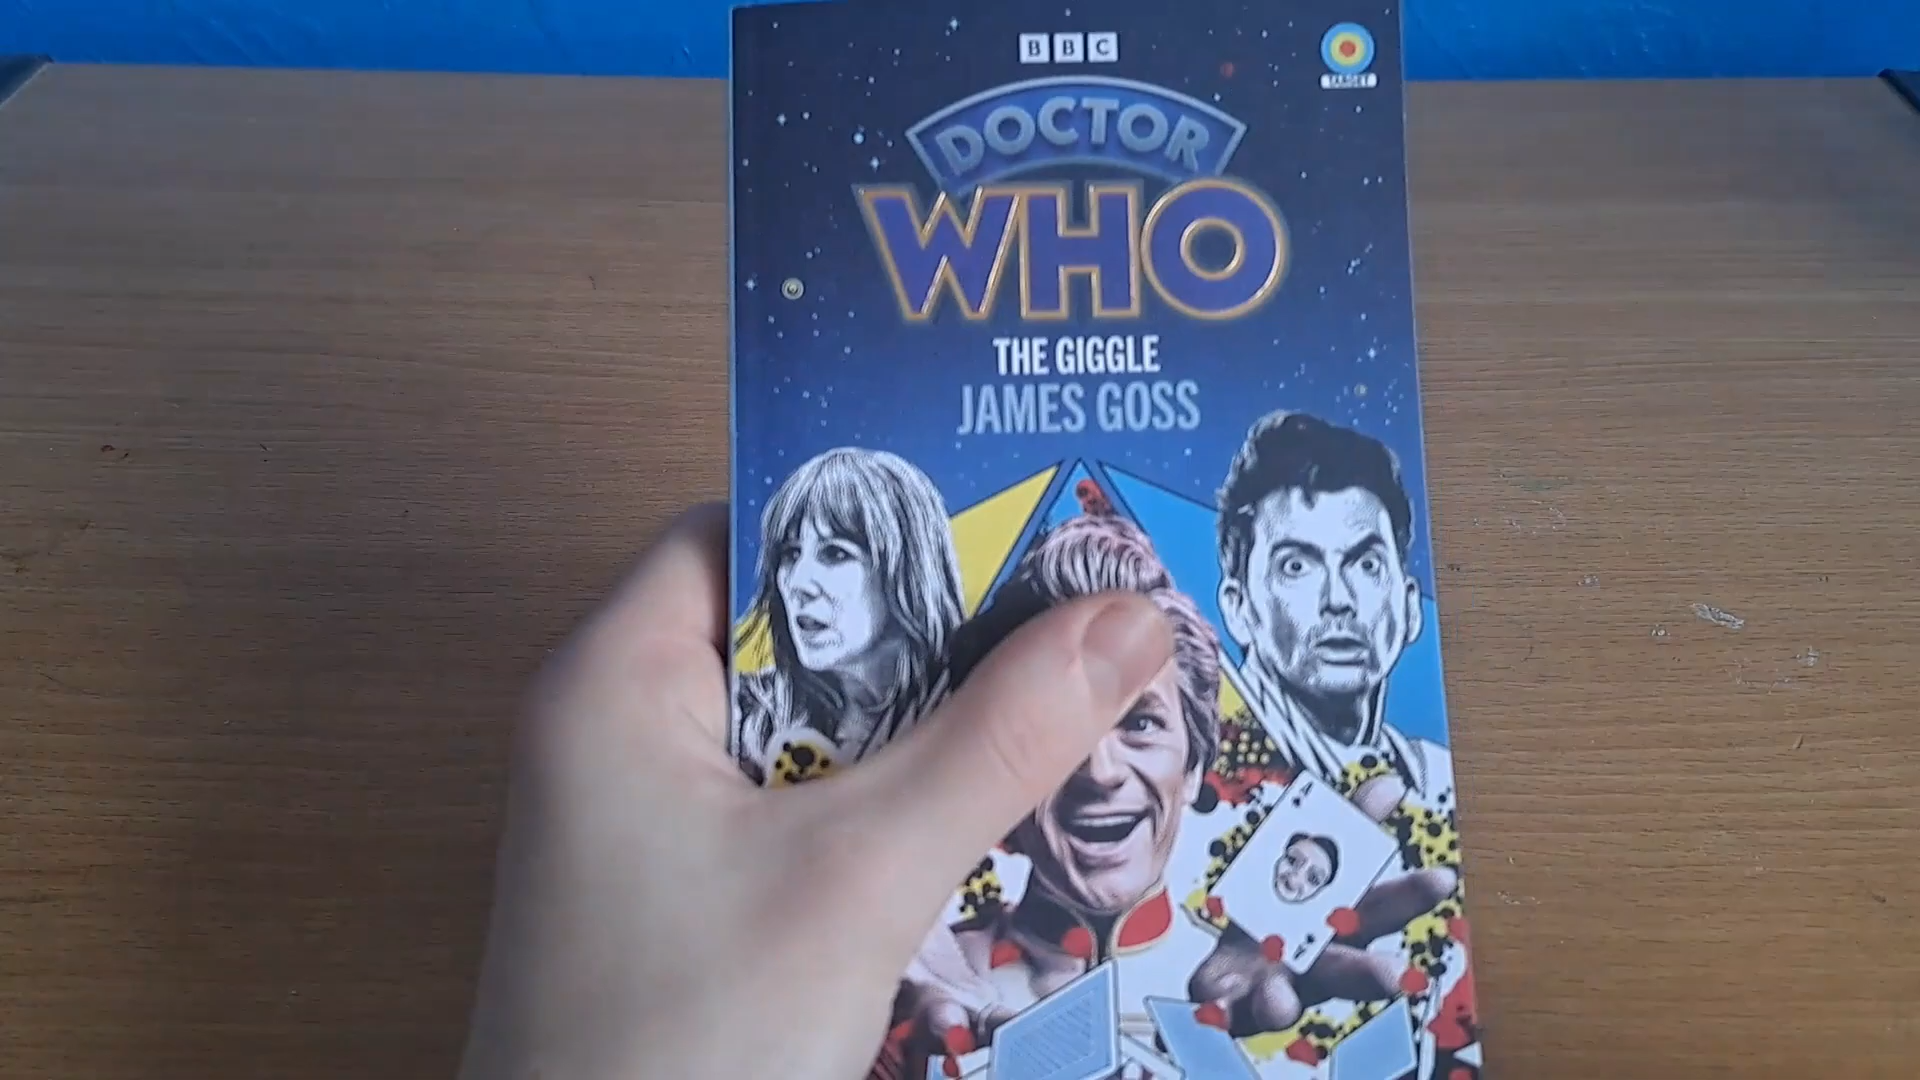 BBC
TARGET
DOCTOR
WHO
THE GIGGLE
JAMES GOSS